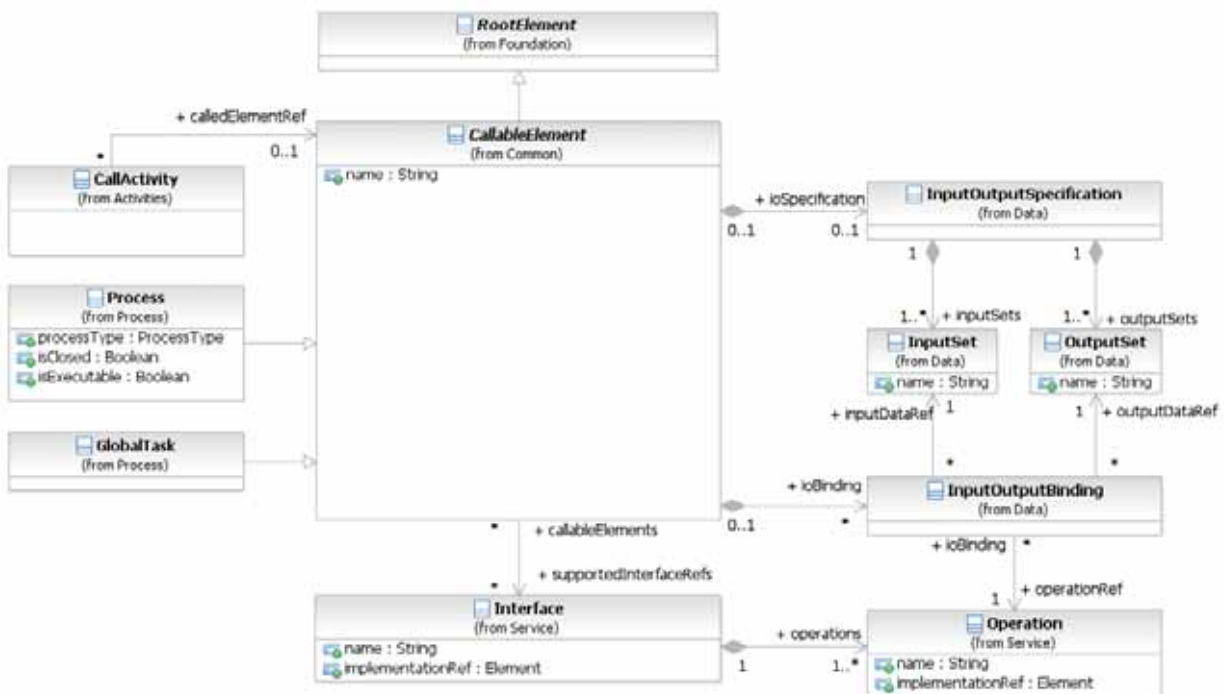 RootElement
(from Foundation)
+ calledElementRef
0..1
*
CallableElement
(from Common)
name : String
CallActivity
(from Activities)
+ ioSpecification
0..1
0..1
InputOutputSpecification
(from Data)
1
1
Process
(from Process)
processType : ProcessType
isClosed : Boolean
isExecutable : Boolean
1..*
+ inputSets
1..*
+ outputSets
InputSet
(from Data)
name : String
OutputSet
(from Data)
name : String
+ inputDataRef
1
1
+ outputDataRef
GlobalTask
(from Process)
*
*
+ ioBinding
0..1
*
InputOutputBinding
(from Data)
*
+ callableElements
+ ioBinding
*
+ supportedInterfaceRefs
*
+ operationRef
1
Interface
(from Service)
name : String
implementationRef : Element
+ operations
1
1..*
Operation
(from Service)
name : String
implementationRef : Element